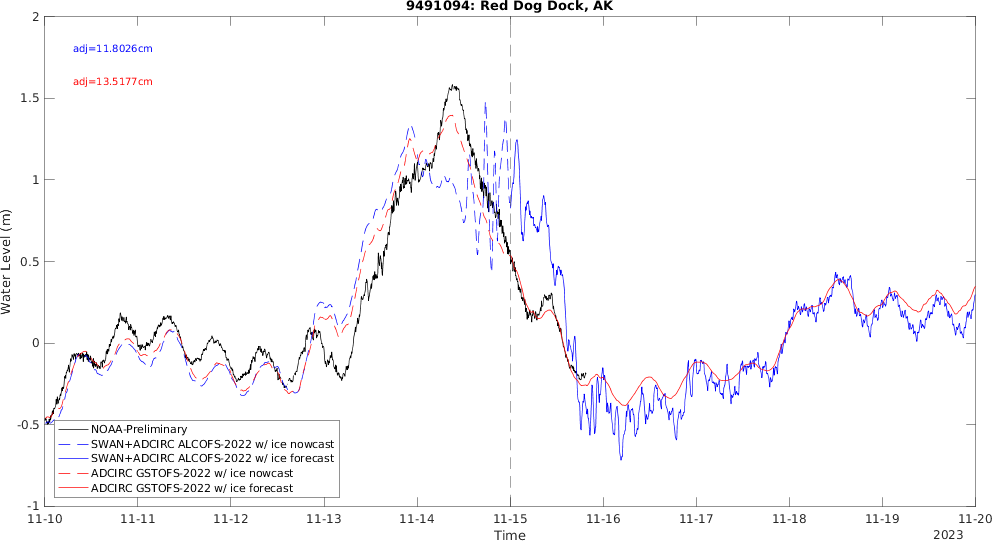 9491094: Red Dog Dock, AK
adj=11.8026cm
adj=13.5177cm
Water Level (m)
2
1.5
1
0.5
0
-0.5
-1
NOAA-Preliminary
SWAN+ADCIRC ALCOFS-2022 w/ ice nowcast
SWAN+ADCIRC ALCOFS-2022 w/ ice forecast
ADCIRC GSTOFS-2022 w/ ice nowcast
ADCIRC GSTOFS-2022 w/ ice forecast
11-10 11-11 11-12 11-13 11-14 11-15 11-16 11-17 11-18 11-19 11-20
Time
2023